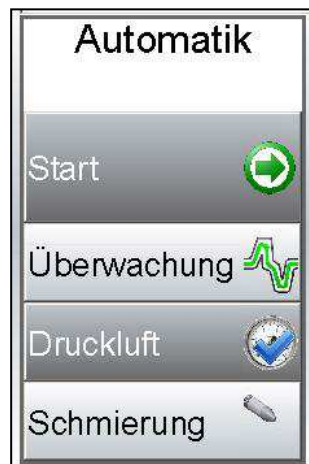 Automatik
Start
Überwachung
Druckluft
Schmierung